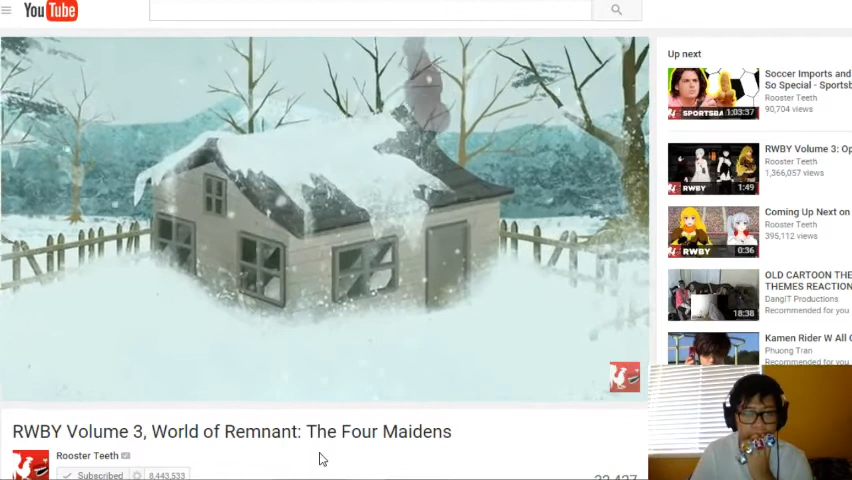 YouTube
Up next
Soccer Imports and
So Special - Sportsb
Rooster Teeth
90,704 views
SPORTSBA
1:03:37
RWBY Volume 3: Op
Rooster Teeth
1,366,057 views
RWBY
1:49
Coming Up Next on
Rooster Teeth
395,112 views
RWBY
0:36
OLD CARTOON THE
THEMES REACTION
DangIT Productions
Recommended for you
18:38
Kamen Rider W All
Phuong Tran
Recommended for you
RWBY Volume 3, World of Remnant: The Four Maidens
Rooster Teeth
Subscribed
8,443,533